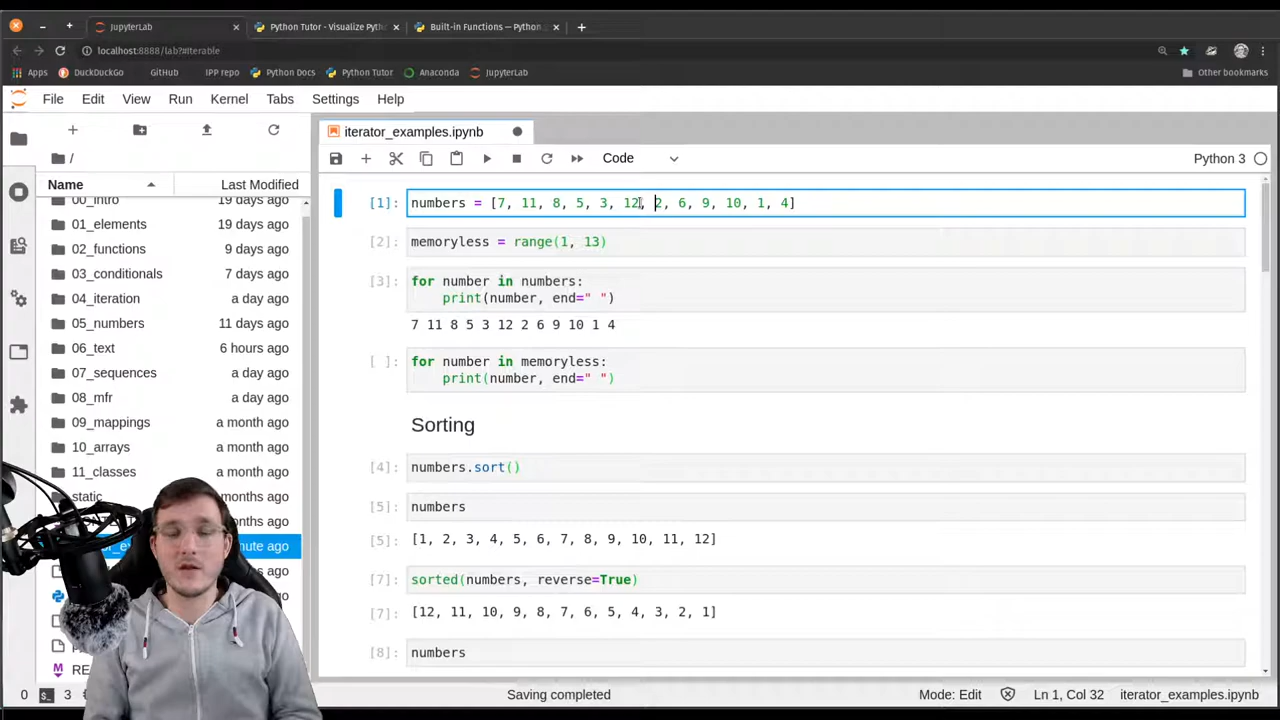 JupyterLab
Python Tutor - Visualize Pyth
Built-in Functions — Python
localhost:8888/lab?#Iterable
Apps
DuckDuckGo
GitHub
IPP repo
Python Docs
Python Tutor
Anaconda
JupyterLab
Other bookmarks
File
Edit
View
Run
Kernel
Tabs
Settings
Help
iterator_examples.ipynb
/
Code
Python 3
Name
Last Modified
00_intro 19 days ago
01_elements 19 days ago
02_functions 9 days ago
03_conditionals 7 days ago
04_iteration a day ago
05_numbers 11 days ago
06_text 6 hours ago
07_sequences a day ago
08_mfr a day ago
09_mappings a month ago
10_arrays a month ago
11_classes a month ago
static months ago
ago
ago
ago
ago
ago
[1]: numbers = [7, 11, 8, 5, 3, 12, 2, 6, 9, 10, 1, 4]
[2]: memoryless = range(1, 13)
[3]: for number in numbers:
print(number, end=" ")
7 11 8 5 3 12 2 6 9 10 1 4
[ ]: for number in memoryless:
print(number, end=" ")
Sorting
[4]: numbers.sort()
[5]: numbers
[5]: [1, 2, 3, 4, 5, 6, 7, 8, 9, 10, 11, 12]
[7]: sorted(numbers, reverse=True)
[7]: [12, 11, 10, 9, 8, 7, 6, 5, 4, 3, 2, 1]
[8]: numbers
0
3
Saving completed
Mode: Edit
Ln 1, Col 32
iterator_examples.ipynb